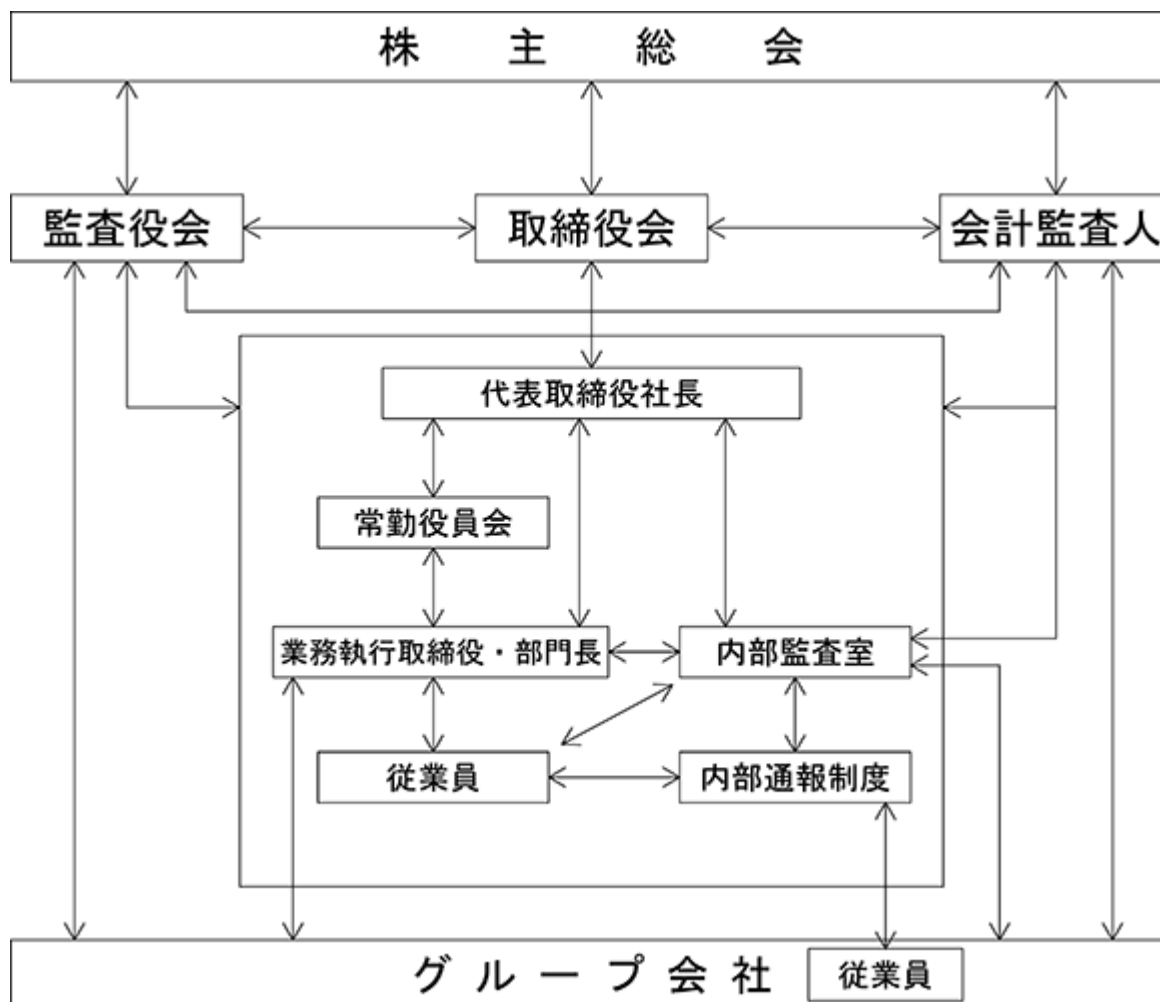 株主総会
監査役会
取締役会
会計監査人
代表取締役社長
常勤役員会
業務執行取締役・部門長
内部監査室
従業員
内部通報制度
グループ会社
従業員